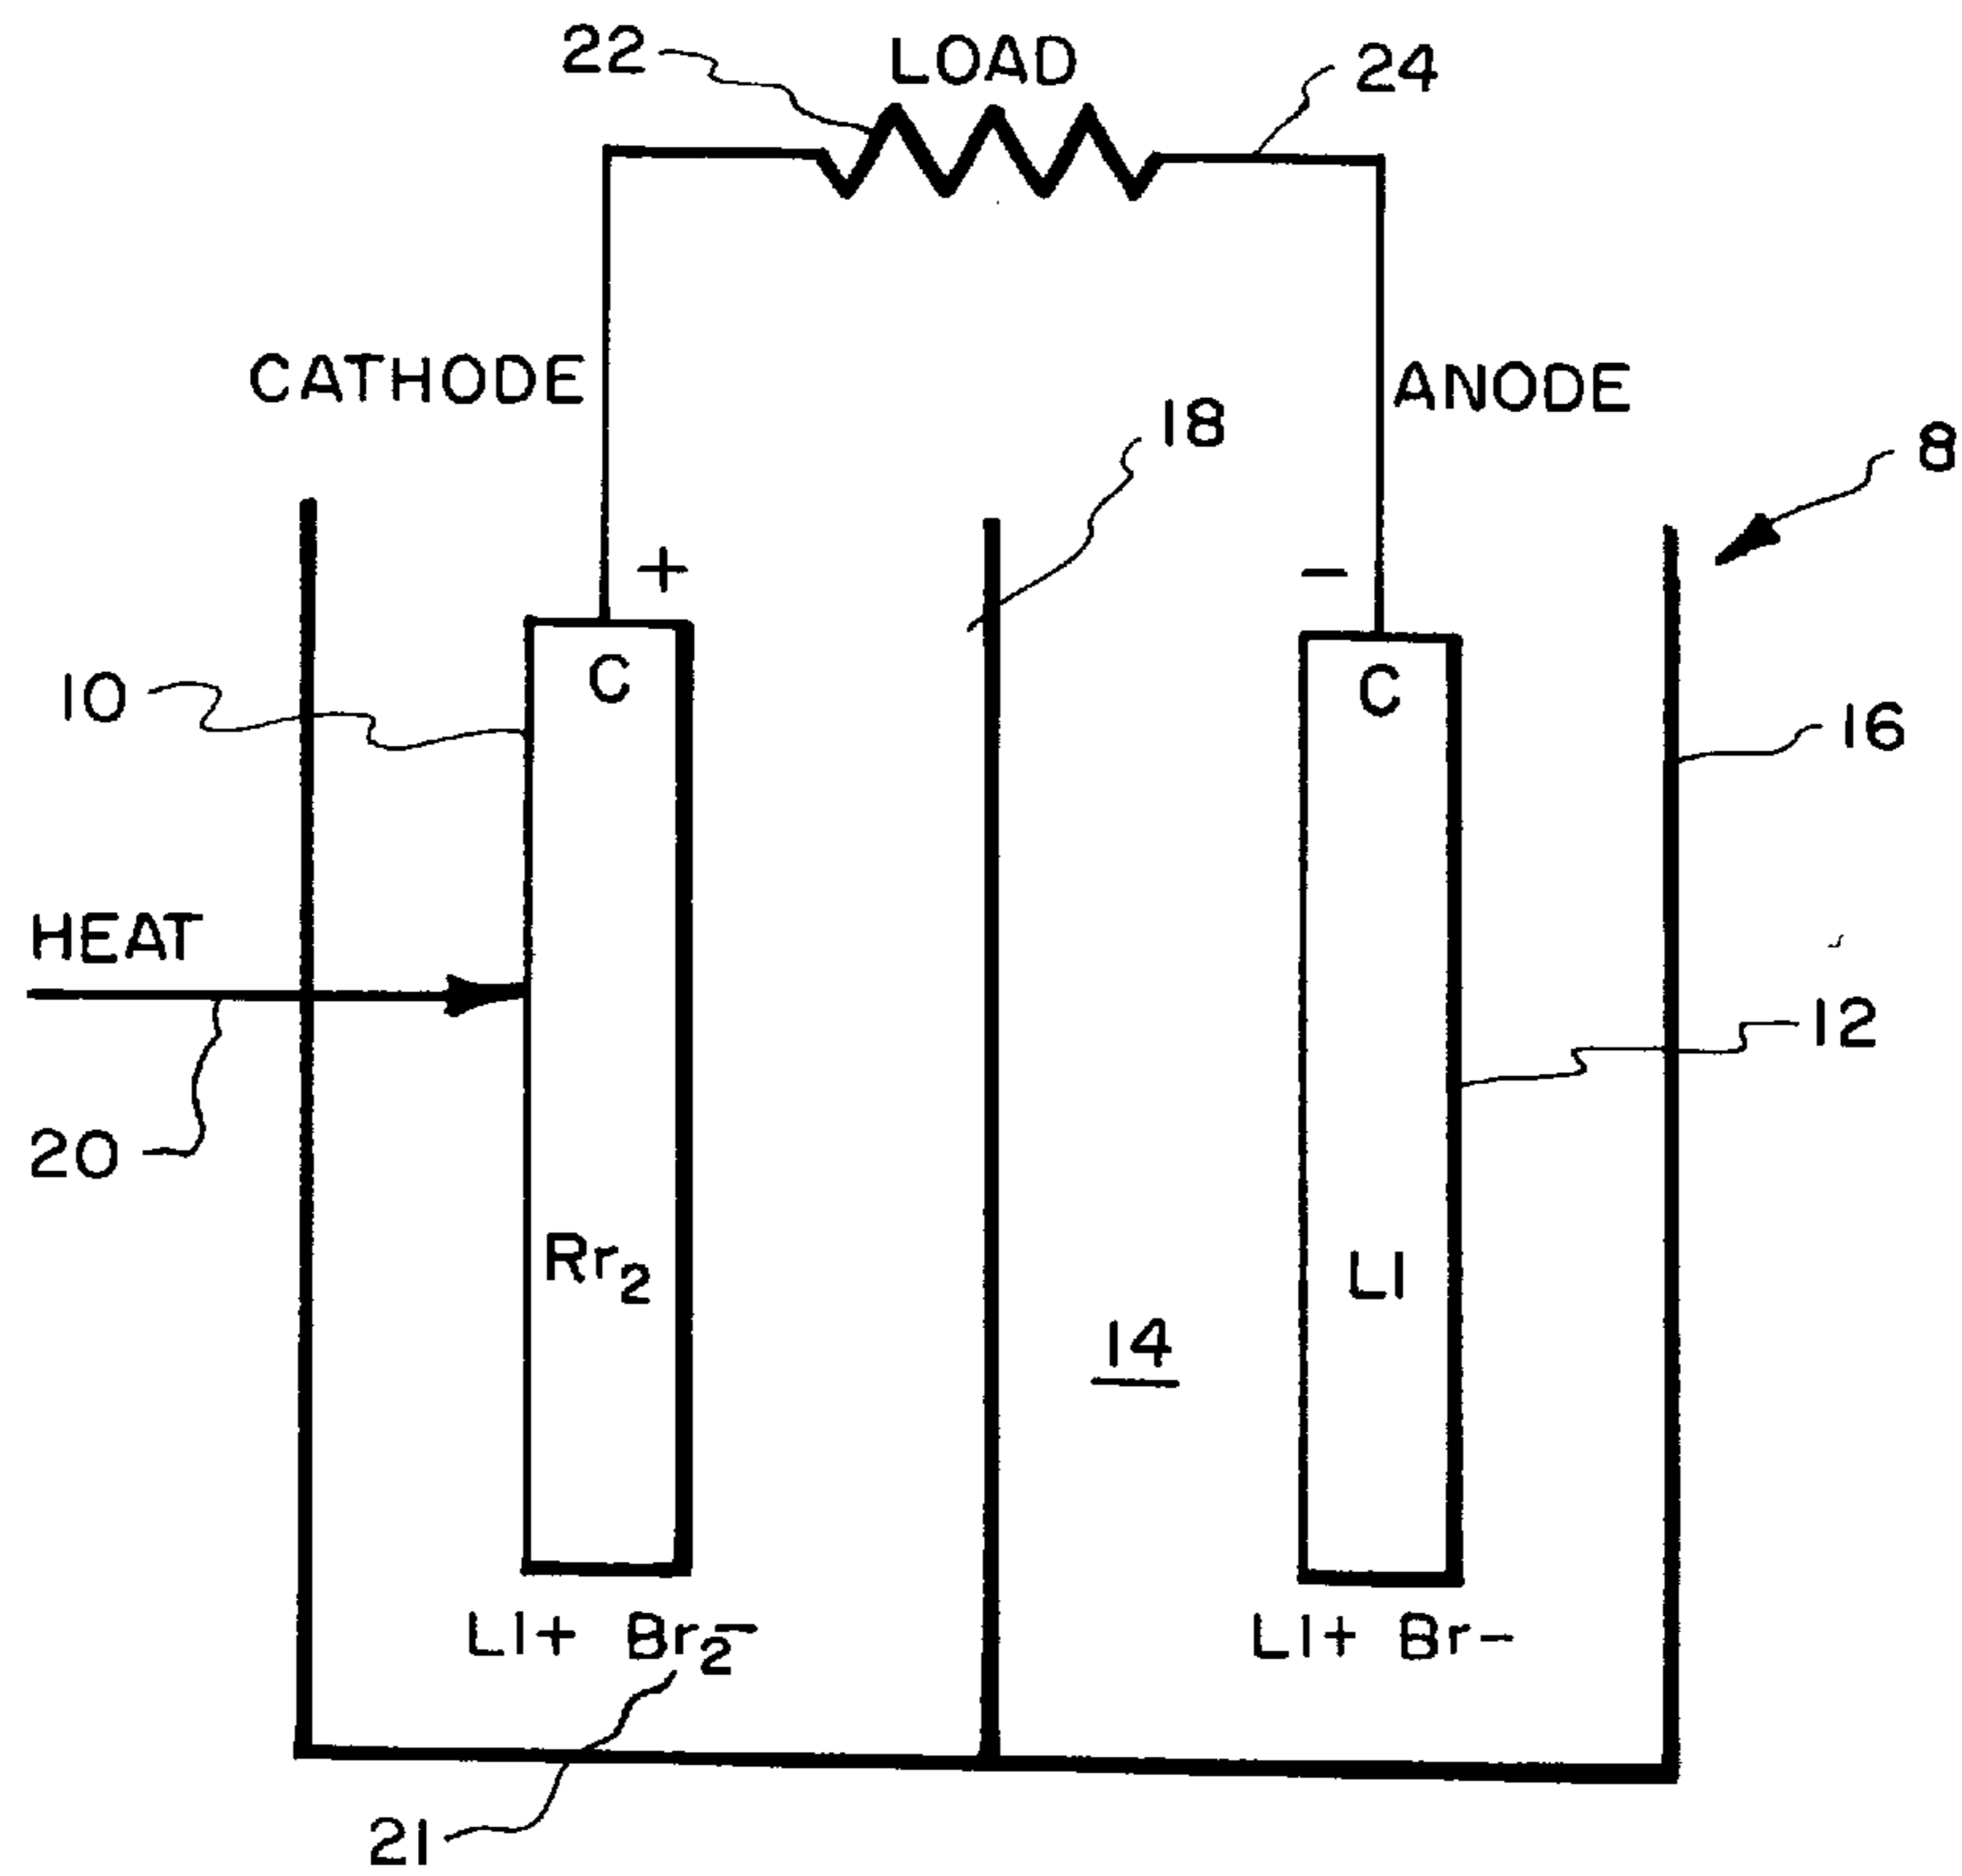 22 LOAD 24
CATHODE
ANODE
18
8
+
-
10
C
C
16
HEAT
12
20
Rr2
LI
14
LI+ Br2-
LI+ Br-
21